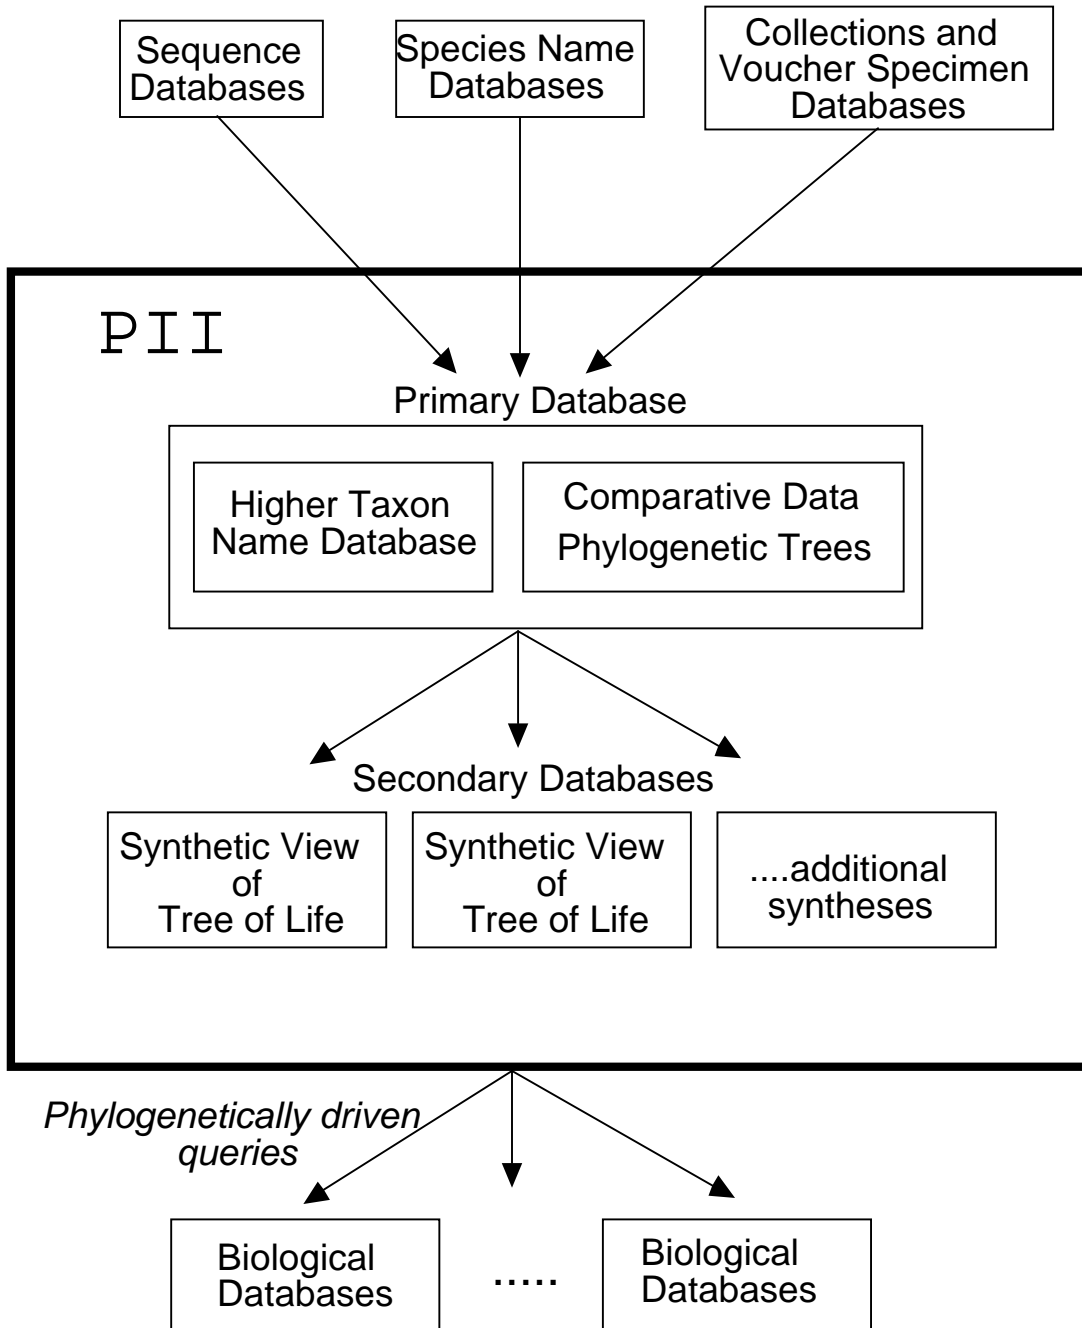 Sequence
Databases
Species Name
Databases
Collections and
Voucher Specimen
Databases
PII
Primary Database
Higher Taxon
Name Database
Comparative Data
Phylogenetic Trees
Secondary Databases
Synthetic View
of
Tree of Life
Synthetic View
of
Tree of Life
....additional
syntheses
Phylogenetically driven
queries
Biological
Databases
.....
Biological
Databases